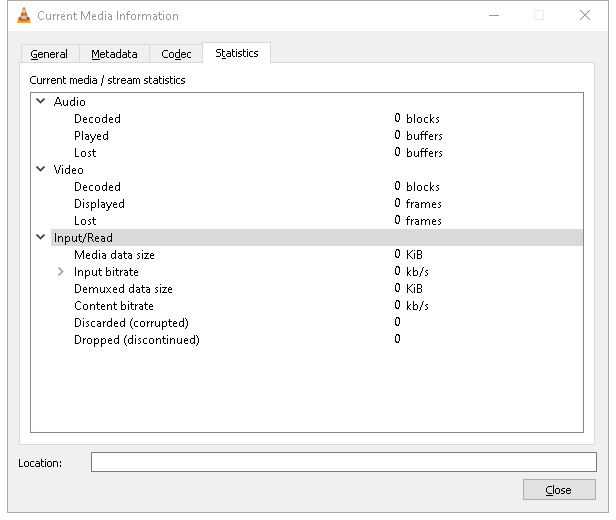 Current Media Information
General Metadata Codec Statistics
Current media / stream statistics
Audio
Decoded 0 blocks
Played 0 buffers
Lost 0 buffers
Video
Decoded 0 blocks
Displayed 0 frames
Lost 0 frames
Input/Read
Media data size 0 KiB
Input bitrate 0 kb/s
Demuxed data size 0 KiB
Content bitrate 0 kb/s
Discarded (corrupted) 0
Dropped (discontinued) 0
Location:
Close